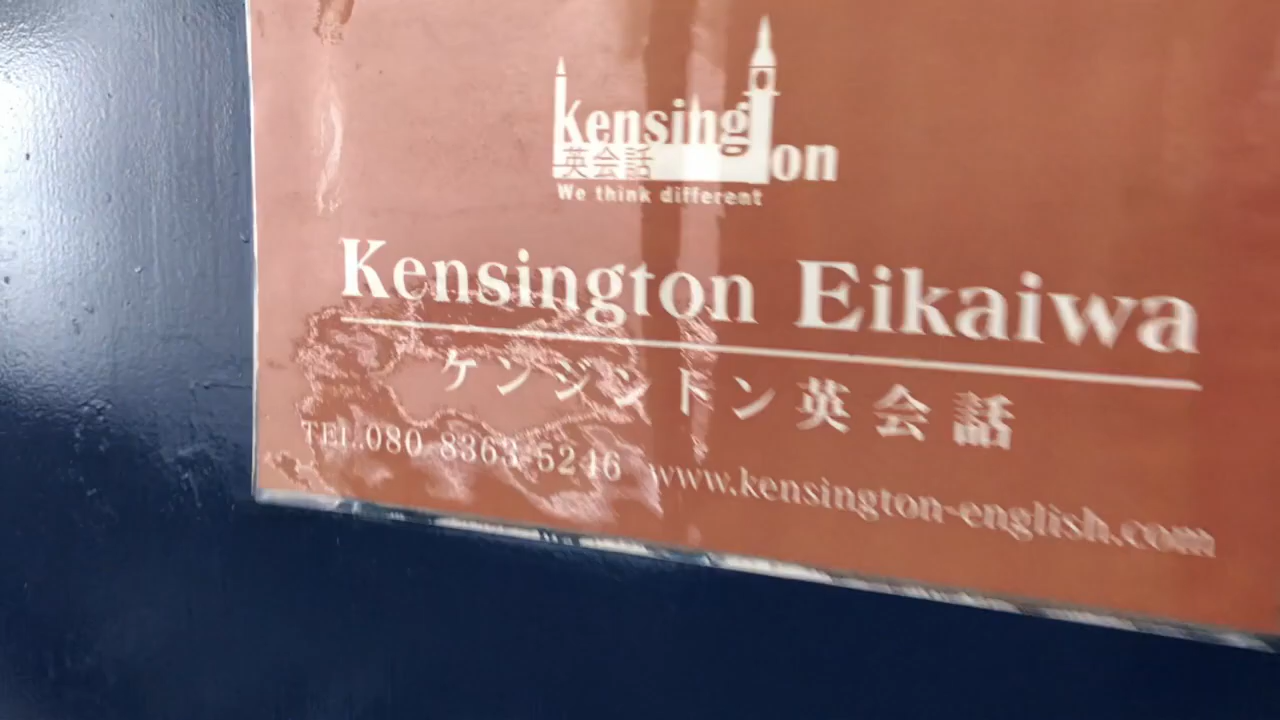 Kensington
英会話
We think different
Kensington Eikaiwa
ケンジントン英会話
TEL.080-8363-5246 www.kensington-english.com